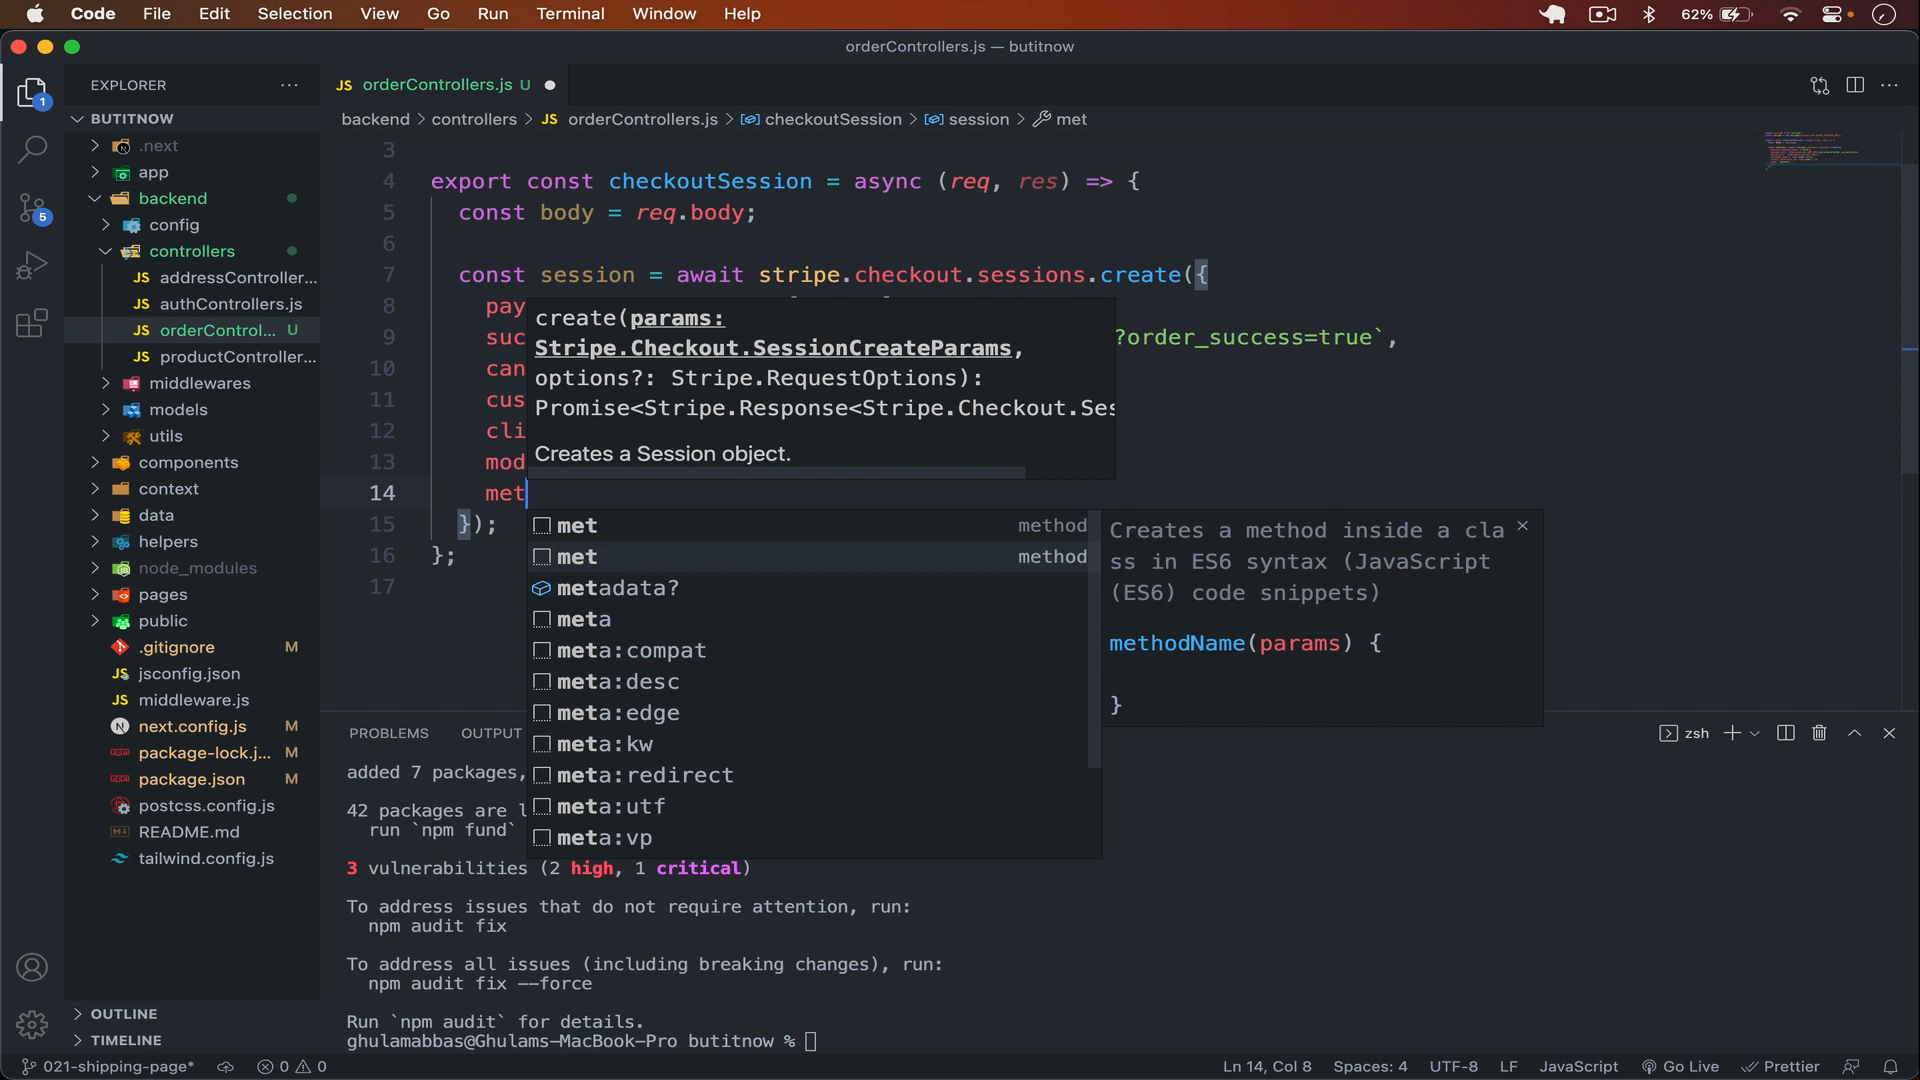 Code File Edit Selection View Go Run Terminal Window Help 62%
orderControllers.js — butitnow
EXPLORER
JS orderControllers.js U
BUTITNOW
backend > controllers > JS orderControllers.js > checkoutSession > session > met
.next
app
backend
config
controllers
JS addressController...
JS authControllers.js
JS orderControl... U
JS productController...
middlewares
models
utils
components
context
data
helpers
node_modules
pages
public
.gitignore M
JS jsconfig.json
JS middleware.js
N next.config.js M
package-lock.j... M
package.json M
postcss.config.js
README.md
tailwind.config.js
OUTLINE
TIMELINE
1
5
3
4 export const checkoutSession = async (req, res) => {
5 const body = req.body;
6
7 const session = await stripe.checkout.sessions.create({
8 pay
9 suc ?order_success=true`,
10 can
11 cus
12 cli
13 mod
14 met
15 });
16 };
17
create(params:
Stripe.Checkout.SessionCreateParams,
options?: Stripe.RequestOptions):
Promise<Stripe.Response<Stripe.Checkout.Ses
Creates a Session object.
met method
met method
metadata?
meta
meta:compat
meta:desc
meta:edge
meta:kw
meta:redirect
meta:utf
meta:vp
Creates a method inside a cla
ss in ES6 syntax (JavaScript
(ES6) code snippets)
methodName(params) {
}
PROBLEMS OUTPUT zsh
added 7 packages,
42 packages are l
run `npm fund`
3 vulnerabilities (2 high, 1 critical)
To address issues that do not require attention, run:
npm audit fix
To address all issues (including breaking changes), run:
npm audit fix --force
Run `npm audit` for details.
ghulamabbas@Ghulams-MacBook-Pro butitnow %
021-shipping-page* 0 0 Ln 14, Col 8 Spaces: 4 UTF-8 LF JavaScript Go Live Prettier